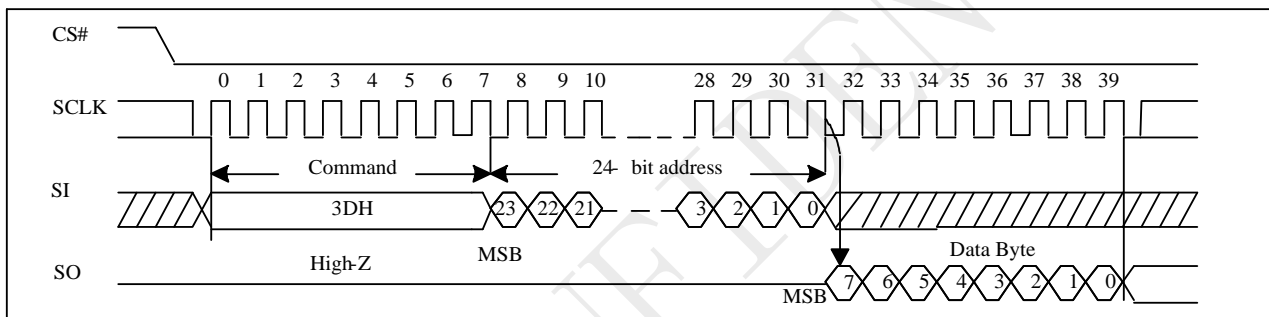 CS#
0 1 2 3 4 5 6 7 8 9 10 28 29 30 31 32 33 34 35 36 37 38 39
SCLK
Command 24- bit address
SI 3DH 23 22 21 3 2 1 0
High-Z MSB Data Byte
SO MSB 7 6 5 4 3 2 1 0